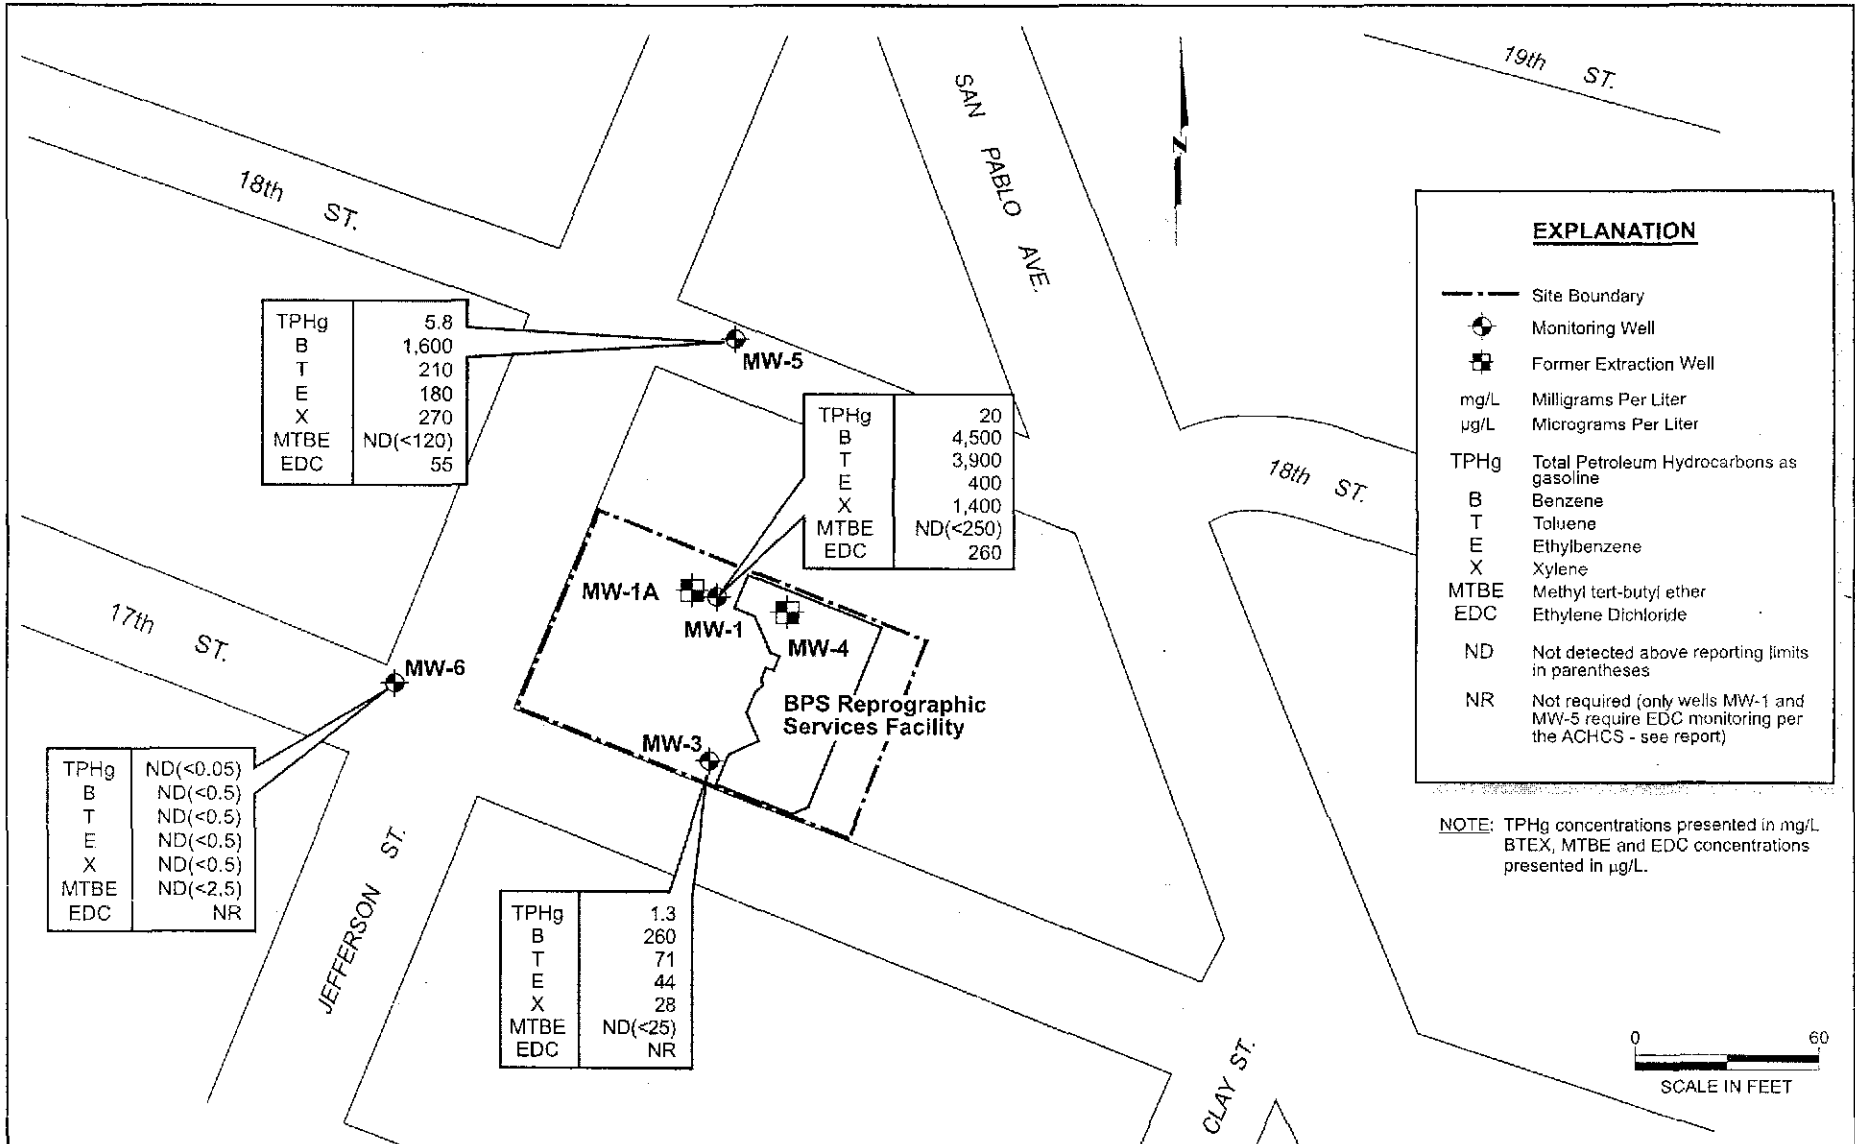 19th ST.
SAN PABLO AVE.
18th ST.
N
EXPLANATION
Site Boundary
Monitoring Well
Former Extraction Well
mg/L Milligrams Per Liter
µg/L Micrograms Per Liter
TPHg Total Petroleum Hydrocarbons as
gasoline
B Benzene
T Toluene
E Ethylbenzene
X Xylene
MTBE Methyl tert-butyl ether
EDC Ethylene Dichloride
ND Not detected above reporting limits
in parentheses
NR Not required (only wells MW-1 and
MW-5 require EDC monitoring per
the ACHCS - see report)
NOTE: TPHg concentrations presented in mg/L
BTEX, MTBE and EDC concentrations
presented in µg/L.
TPHg 5.8
B 1,600
T 210
E 180
X 270
MTBE ND(<120)
EDC 55
MW-5
TPHg 20
B 4,500
T 3,900
E 400
X 1,400
MTBE ND(<250)
EDC 260
18th ST.
MW-1A
MW-1
MW-4
17th ST.
MW-6
BPS Reprographic
Services Facility
MW-3
TPHg ND(<0.05)
B ND(<0.5)
T ND(<0.5)
E ND(<0.5)
X ND(<0.5)
MTBE ND(<2.5)
EDC NR
JEFFERSON ST.
TPHg 1.3
B 260
T 71
E 44
X 28
MTBE ND(<25)
EDC NR
CLAY ST.
0 60
SCALE IN FEET